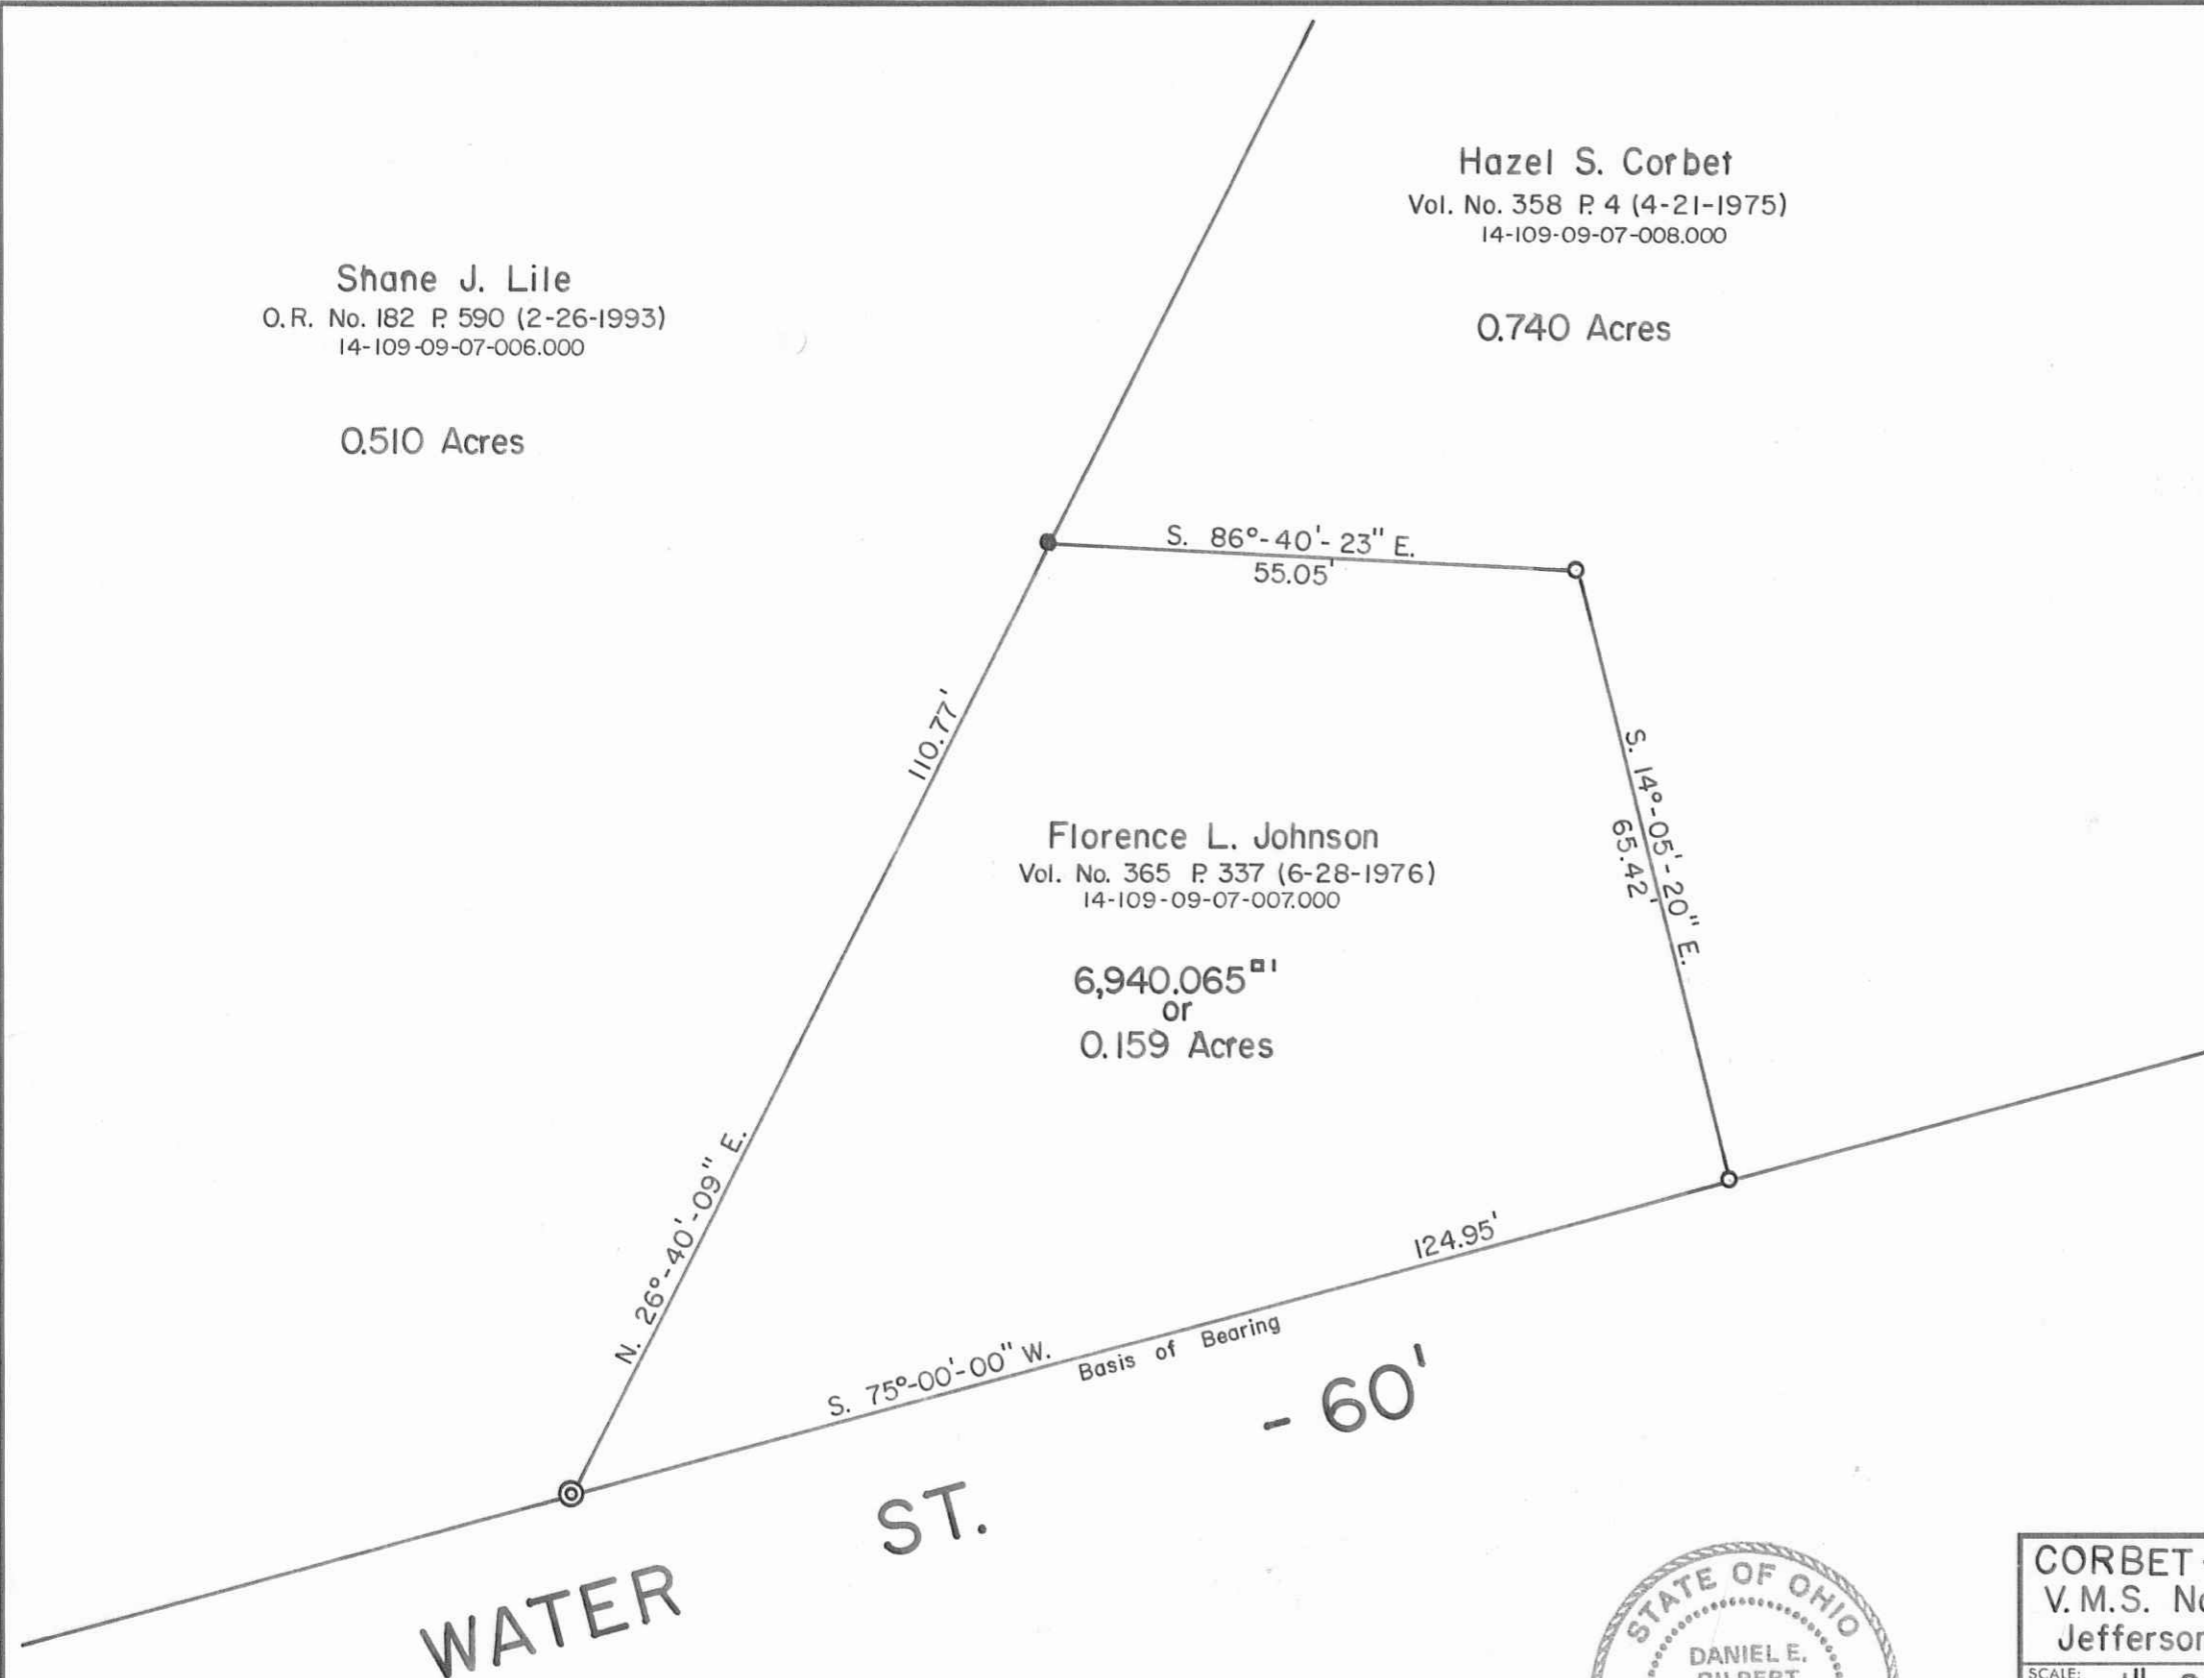 Hazel S. Corbet
Vol. No. 358 P. 4 (4-21-1975)
14-109-09-07-008.000
0.740 Acres
Shane J. Lile
O.R. No. 182 P. 590 (2-26-1993)
14-109-09-07-006.000
0.510 Acres
S. 86°-40'-23" E.
55.05'
110.77'
N. 26°-40'-09" E.
S. 14°-05'-20" E.
65.42'
Florence L. Johnson
Vol. No. 365 P. 337 (6-28-1976)
14-109-09-07-007.000
6,940.065□'
or
0.159 Acres
124.95'
S. 75°-00'-00" W.
Basis of Bearing
WATER ST. - 60'
STATE OF OHIO
DANIEL E.
CORBET
V.M.S.
Jefferson
SCALE: